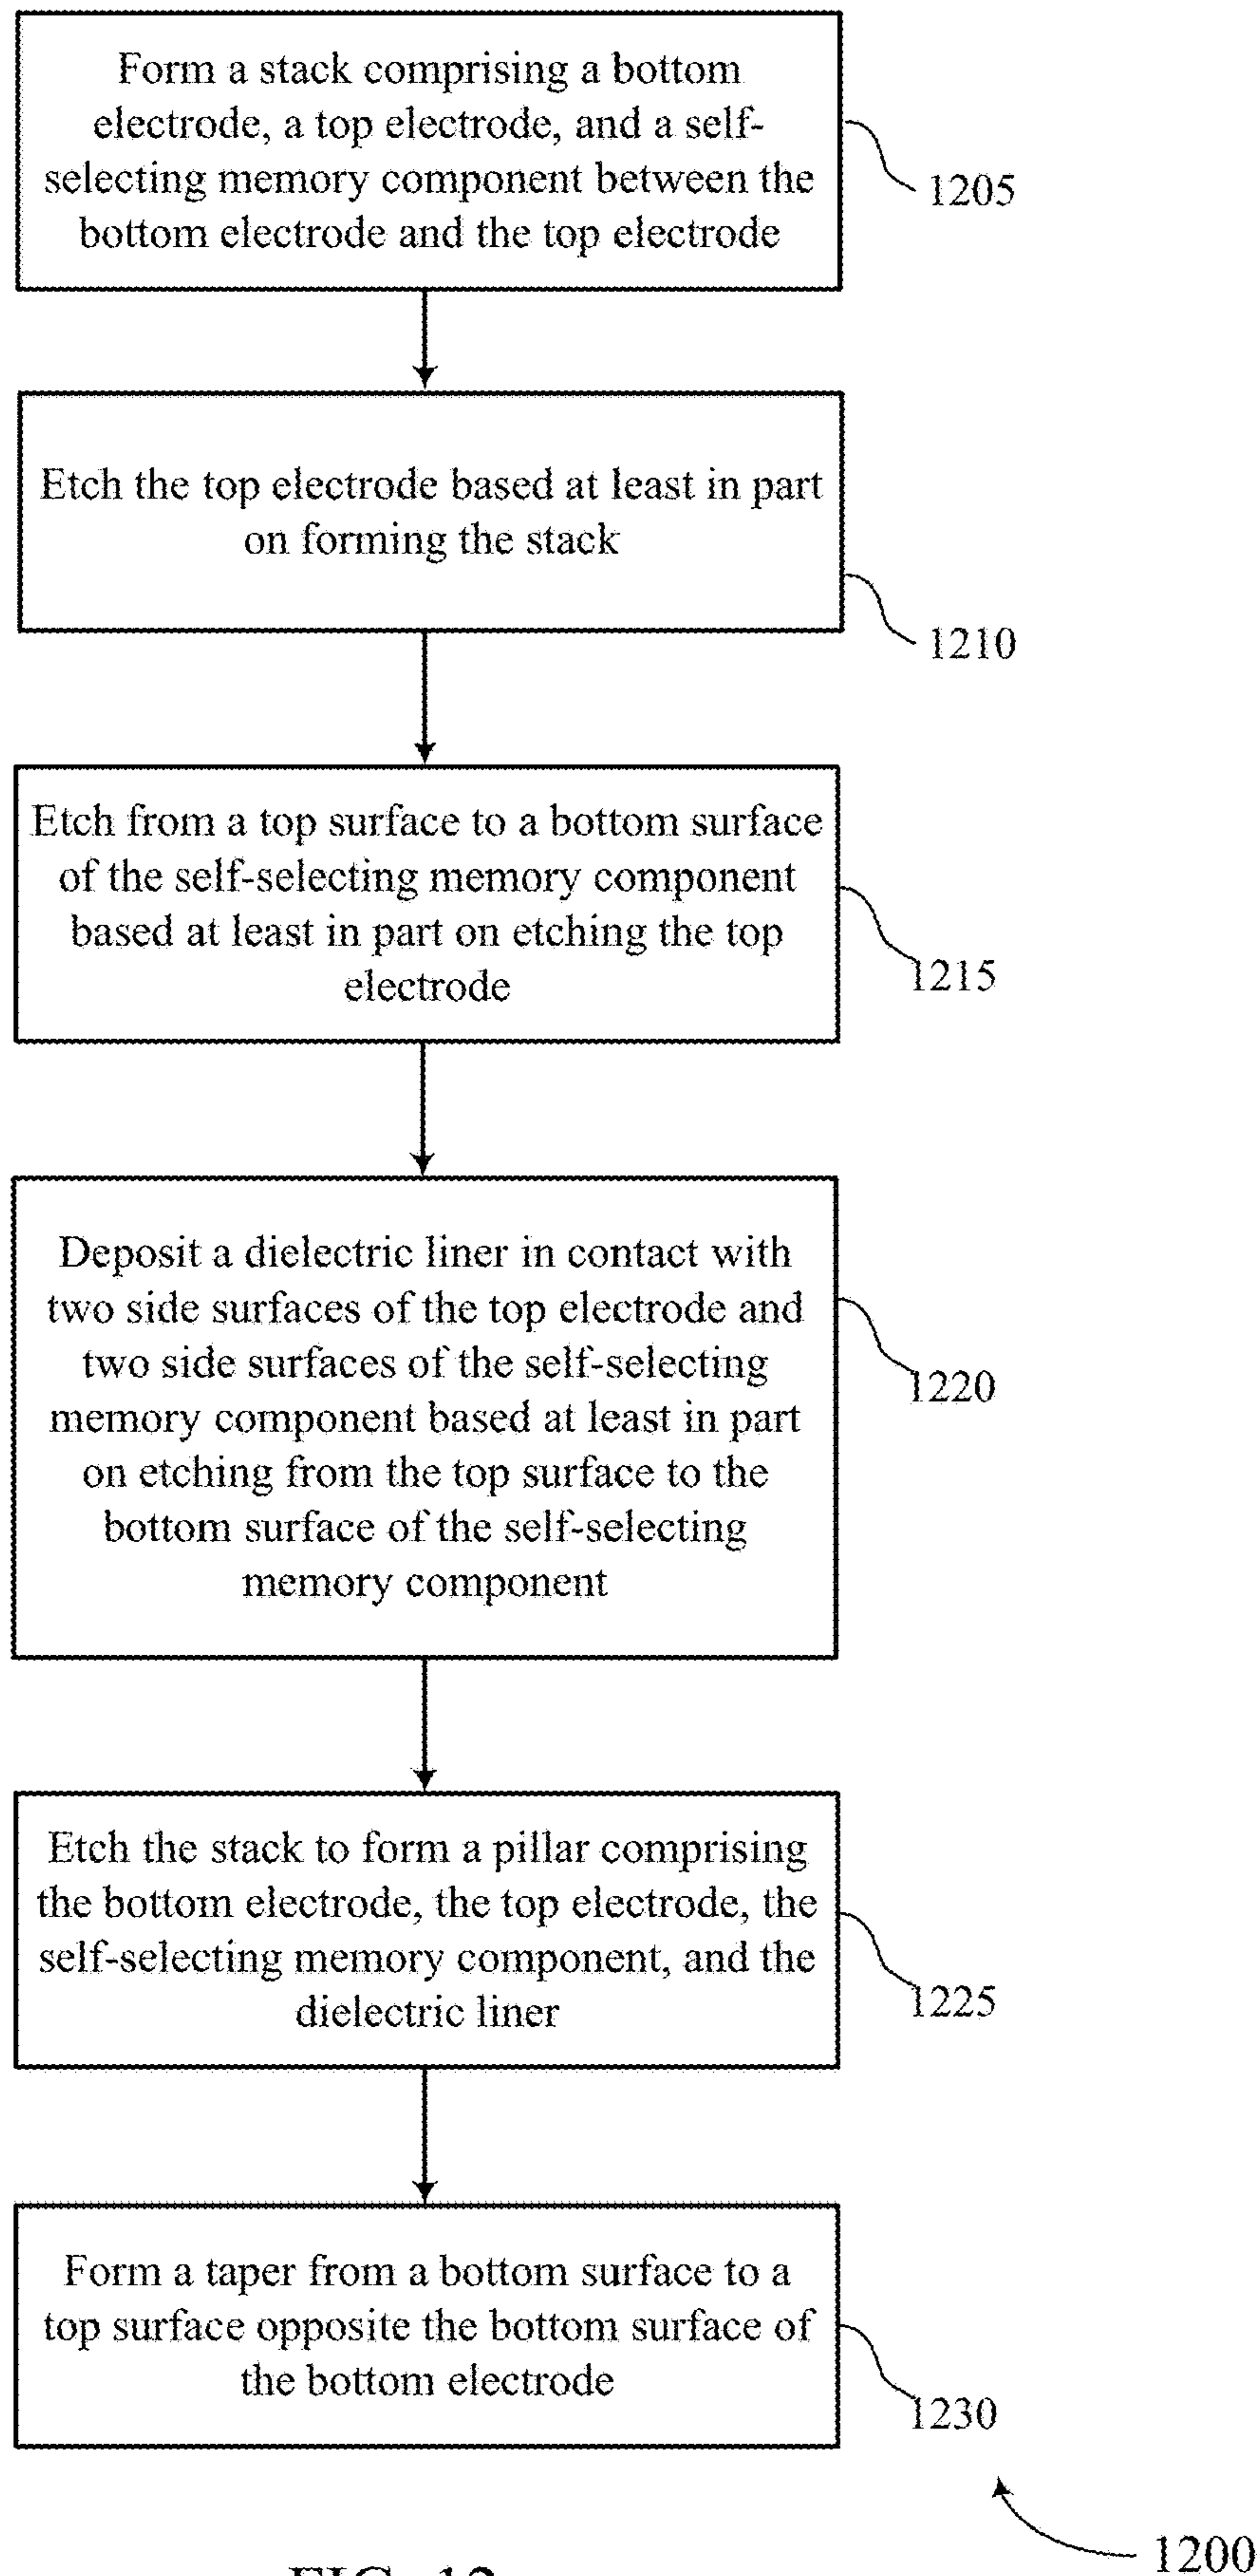 Form a stack comprising a bottom
electrode, a top electrode, and a self-
selecting memory component between the
bottom electrode and the top electrode
1205
Etch the top electrode based at least in part
on forming the stack
1210
Etch from a top surface to a bottom surface
of the self-selecting memory component
based at least in part on etching the top
electrode
1215
Deposit a dielectric liner in contact with
two side surfaces of the top electrode and
two side surfaces of the self-selecting
memory component based at least in part
on etching from the top surface to the
bottom surface of the self-selecting
memory component
1220
Etch the stack to form a pillar comprising
the bottom electrode, the top electrode, the
self-selecting memory component, and the
dielectric liner
1225
Form a taper from a bottom surface to a
top surface opposite the bottom surface of
the bottom electrode
1230
1200
FIG. 12